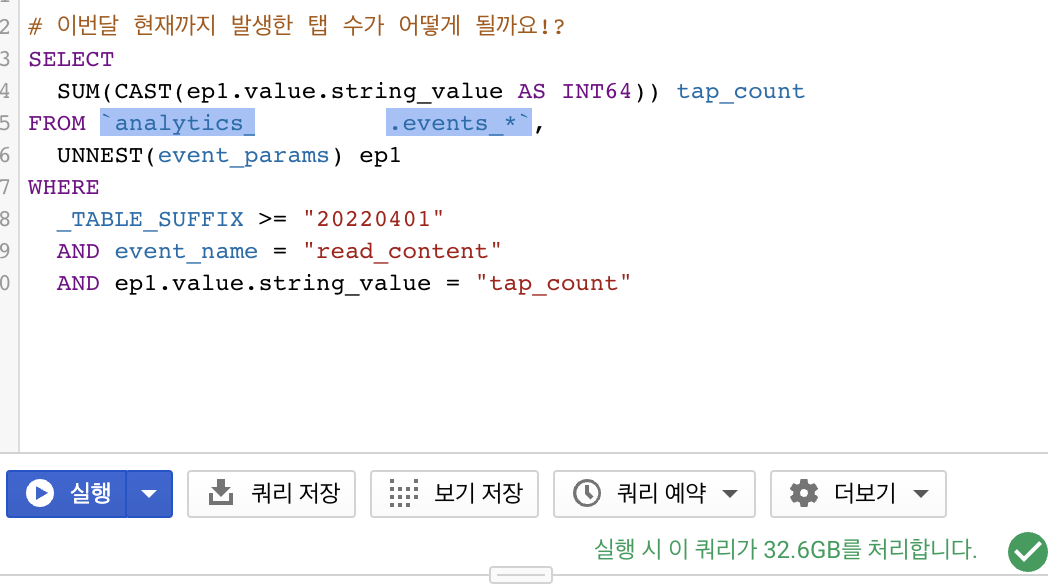 2 # 이번달 현재까지 발생한 탭 수가 어떻게 될까요!?
3 SELECT
4 SUM(CAST(ep1.value.string_value AS INT64)) tap_count
5 FROM `analytics_ .events_*`,
6 UNNEST(event_params) ep1
7 WHERE
8 _TABLE_SUFFIX >= "20220401"
9 AND event_name = "read_content"
0 AND ep1.value.string_value = "tap_count"
실행 쿼리 저장 보기 저장 쿼리 예약 더보기
실행 시 이 쿼리가 32.6GB를 처리합니다.